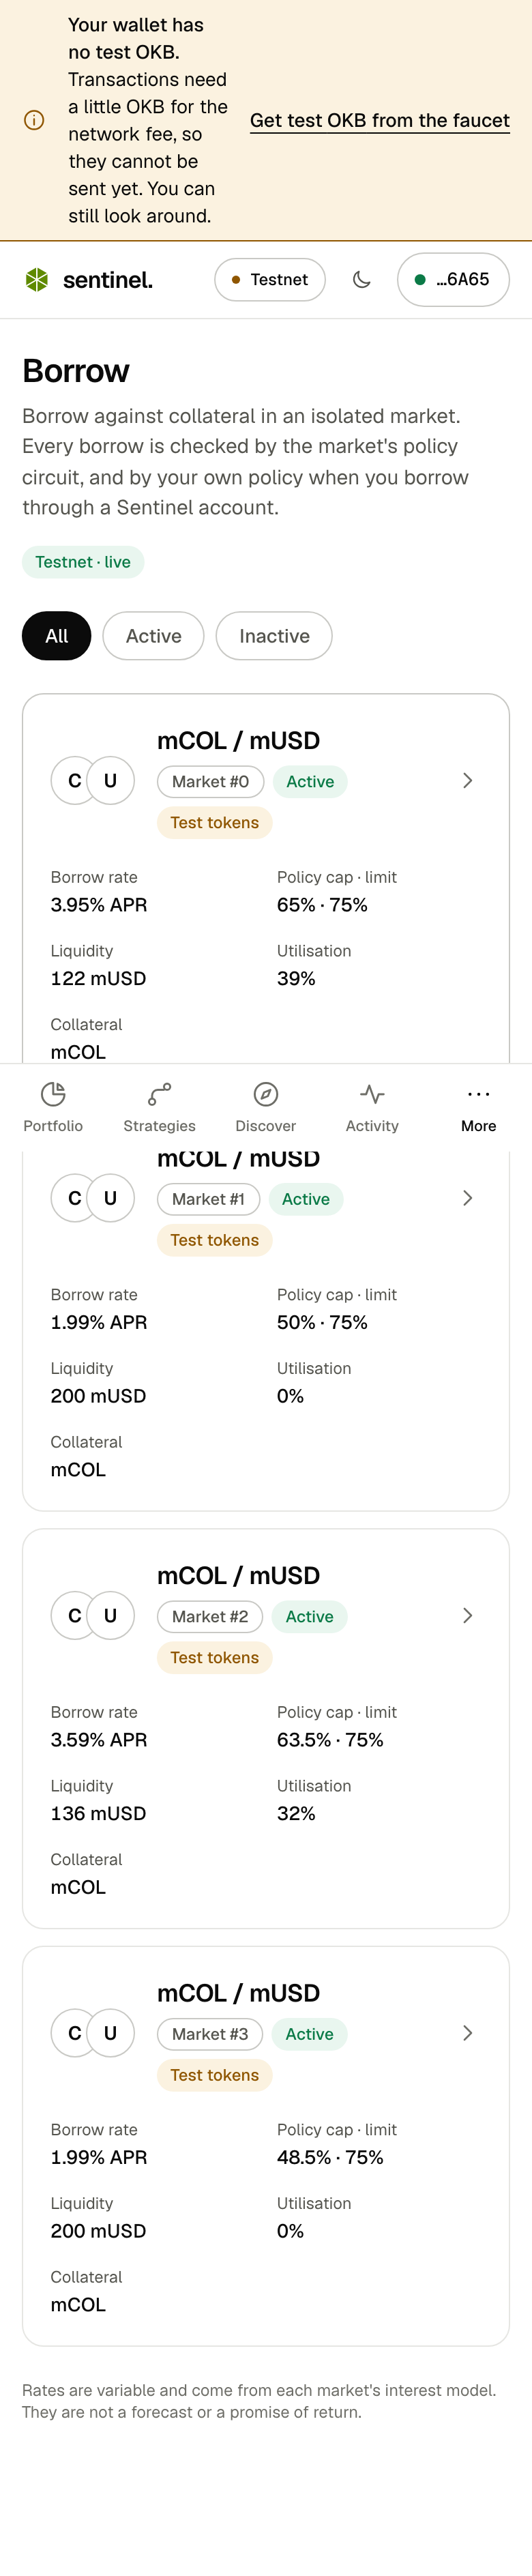 Your wallet has
no test OKB.
Transactions need
a little OKB for the
network fee, so
they cannot be
sent yet. You can
still look around.
Get test OKB from the faucet
sentinel.
Testnet
...6A65
Borrow
Borrow against collateral in an isolated market.
Every borrow is checked by the market's policy
circuit, and by your own policy when you borrow
through a Sentinel account.
Testnet · live
All Active Inactive
C U
mCOL / mUSD
Market #0 Active
Test tokens
Borrow rate Policy cap · limit
3.95% APR 65% · 75%
Liquidity Utilisation
122 mUSD 39%
Collateral
mCOL
Portfolio Strategies Discover Activity More
mCOL / mUSD
C U
Market #1 Active
Test tokens
Borrow rate Policy cap · limit
1.99% APR 50% · 75%
Liquidity Utilisation
200 mUSD 0%
Collateral
mCOL
mCOL / mUSD
C U
Market #2 Active
Test tokens
Borrow rate Policy cap · limit
3.59% APR 63.5% · 75%
Liquidity Utilisation
136 mUSD 32%
Collateral
mCOL
mCOL / mUSD
C U
Market #3 Active
Test tokens
Borrow rate Policy cap · limit
1.99% APR 48.5% · 75%
Liquidity Utilisation
200 mUSD 0%
Collateral
mCOL
Rates are variable and come from each market's interest model.
They are not a forecast or a promise of return.